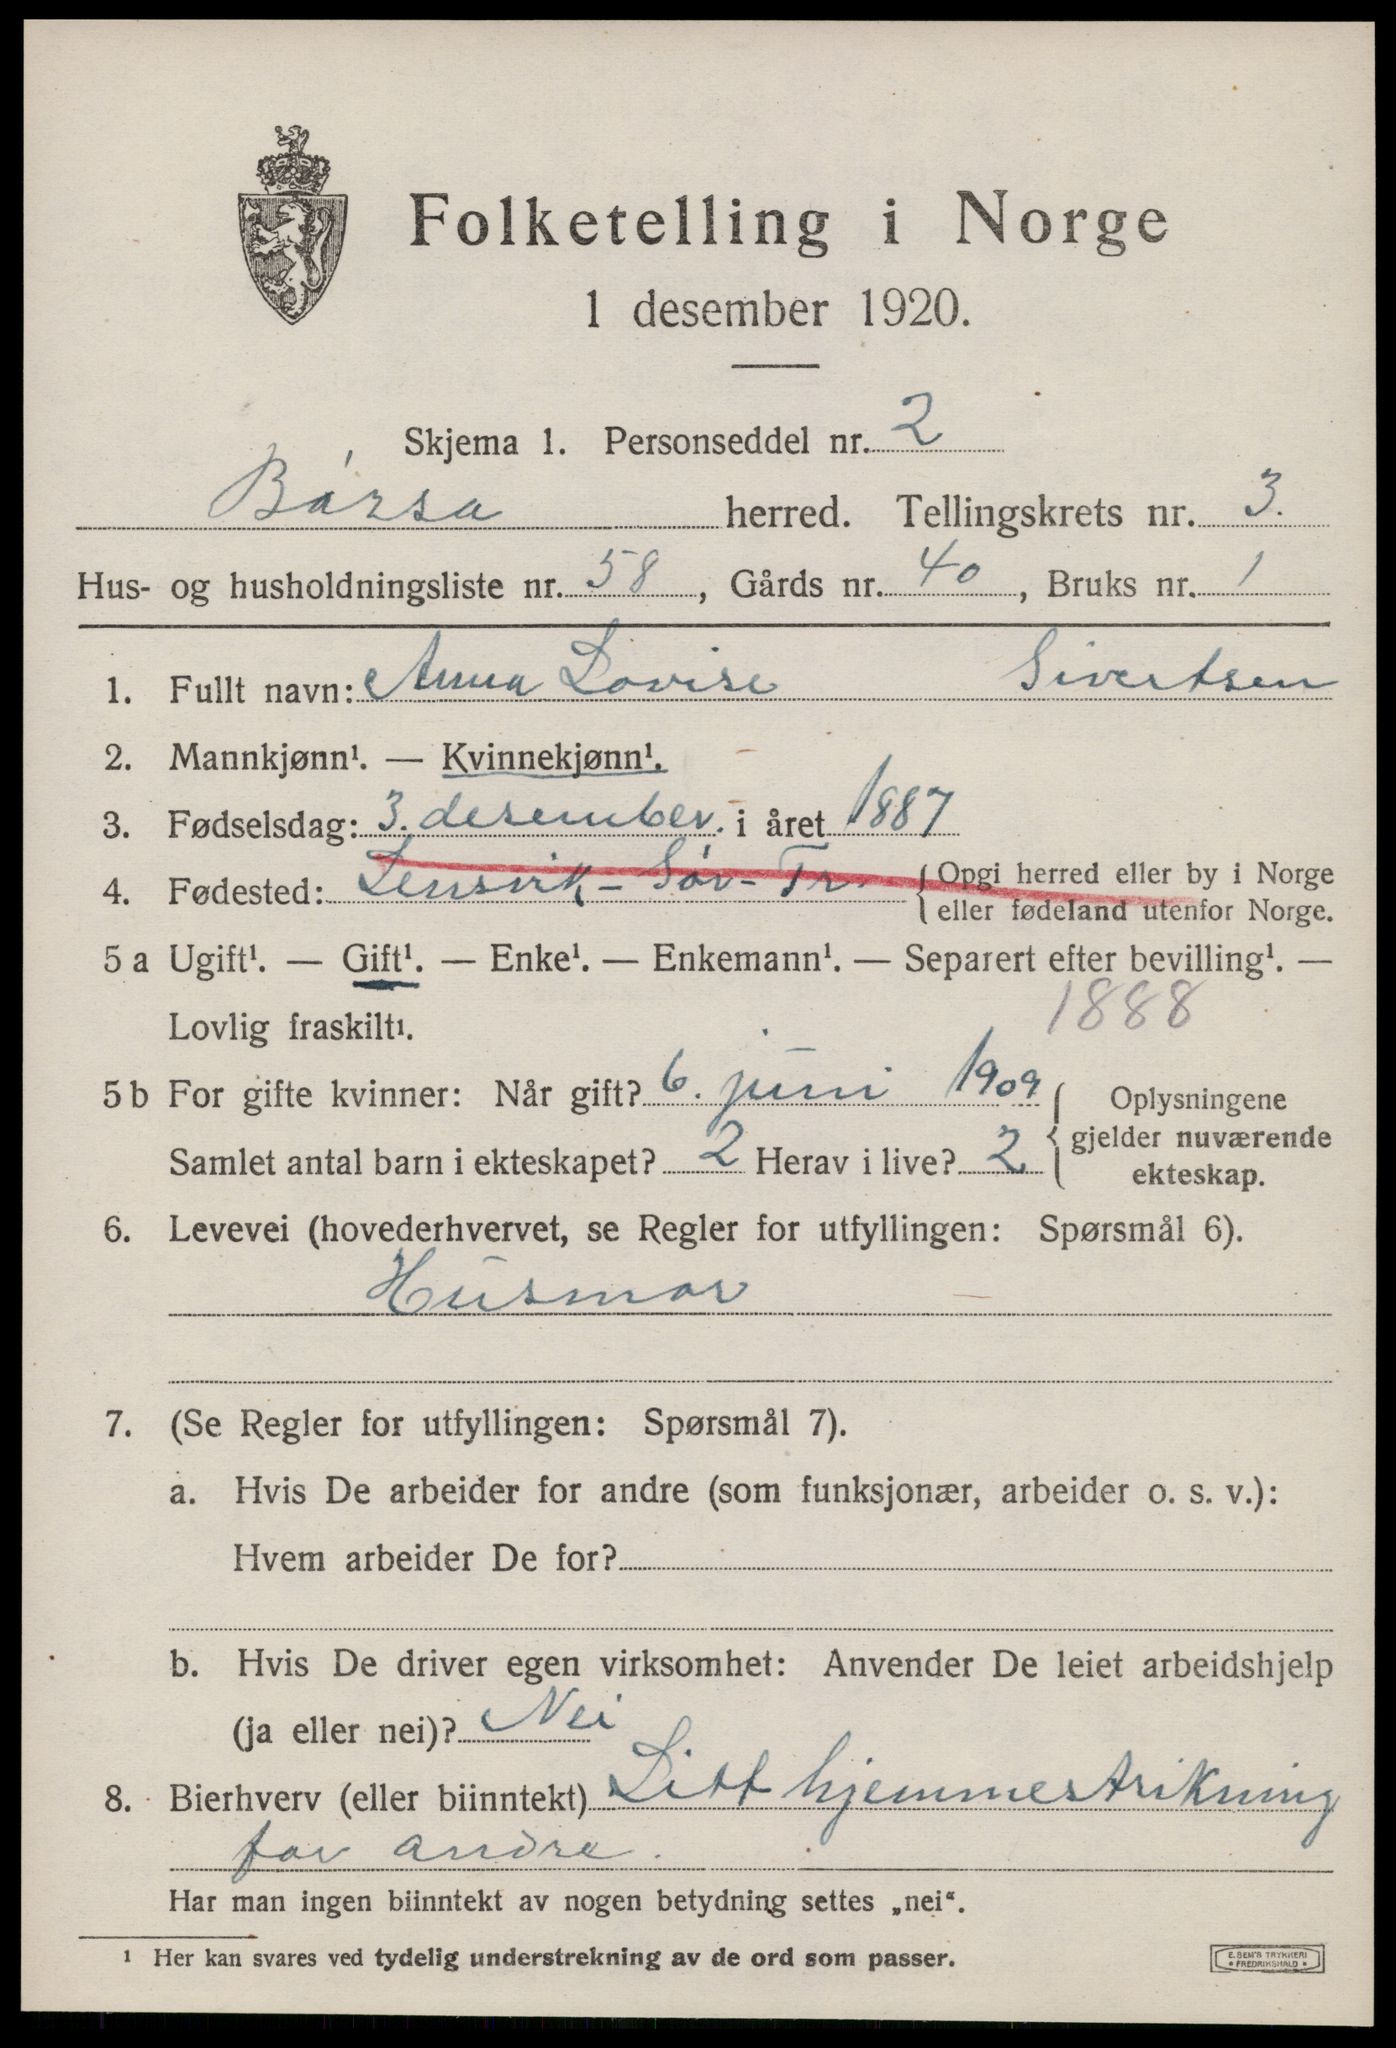 Folketelling i Norge
1 desember 1920.
Skjema 1. Personseddel nr. 2
Børsa herred. Tellingskrets nr. 3.
Hus- og husholdningsliste nr. 58, Gårds nr. 40, Bruks nr. 1
1. Fullt navn: Anna Lovise Sivertsen
2. Mannkjønn¹. — Kvinnekjønn¹.
3. Fødselsdag: 3. desember. i året 1887
4. Fødested: Lensvik - Sør - Tr. { Opgi herred eller by i Norge
eller fødeland utenfor Norge.
5 a Ugift¹. — Gift¹. — Enke¹. — Enkemann¹. — Separert efter bevilling¹. —
Lovlig fraskilt¹. 1888
5 b For gifte kvinner: Når gift? 6. juni 1909 { Oplysningene
Samlet antal barn i ekteskapet? 2 Herav i live? 2 gjelder nuværende
ekteskap.
6. Levevei (hovederhvervet, se Regler for utfyllingen: Spørsmål 6).
Husmor
7. (Se Regler for utfyllingen: Spørsmål 7).
a. Hvis De arbeider for andre (som funksjonær, arbeider o. s. v.):
Hvem arbeider De for?
b. Hvis De driver egen virksomhet: Anvender De leiet arbeidshjelp
(ja eller nei)? Nei
8. Bierhverv (eller biinntekt) Litt hjemmestrikning
for andre.
Har man ingen biinntekt av nogen betydning settes „nei“.
¹ Her kan svares ved tydelig understrekning av de ord som passer.
E. SEM'S TRYKKERI
• FREDRIKSHALD •